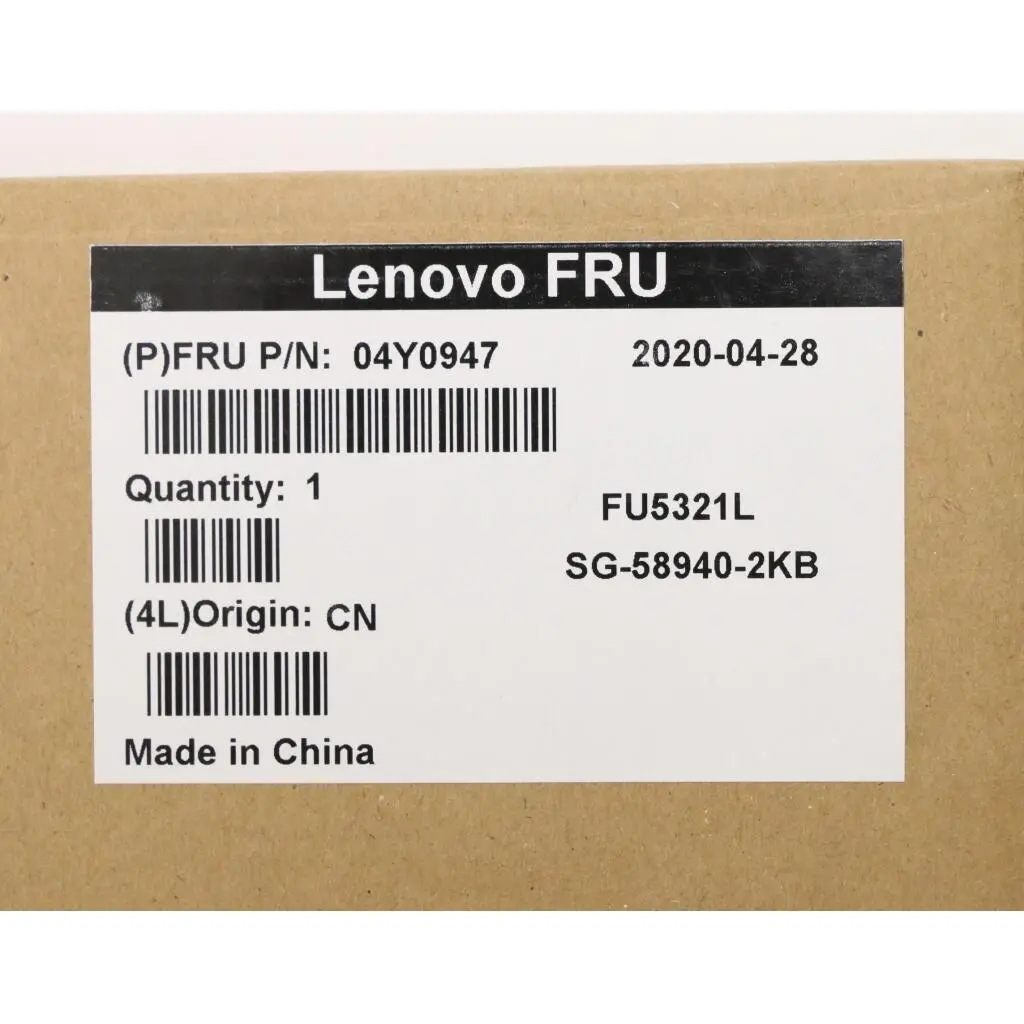 Lenovo FRU
(P)FRU P/N: 04Y0947 2020-04-28
Quantity: 1
FU5321L
SG-58940-2KB
(4L)Origin: CN
Made in China